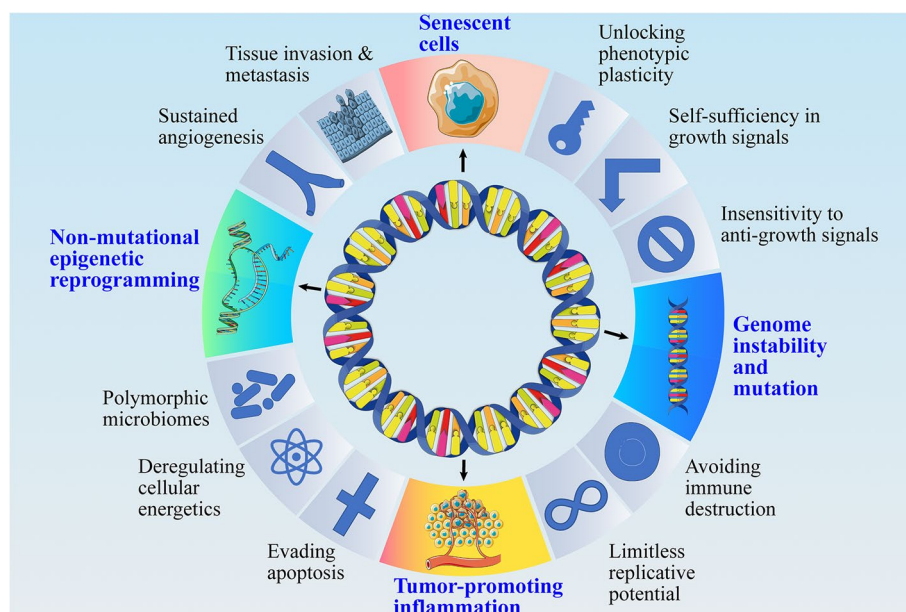 Senescent
cells
Unlocking
phenotypic
plasticity
Self-sufficiency in
growth signals
Insensitivity to
anti-growth signals
Genome
instability
and
mutation
Avoiding
immune
destruction
Limitless
replicative
potential
Tumor-promoting
inflammation
Evading
apoptosis
Deregulating
cellular
energetics
Polymorphic
microbiomes
Non-mutational
epigenetic
reprogramming
Sustained
angiogenesis
Tissue invasion &
metastasis